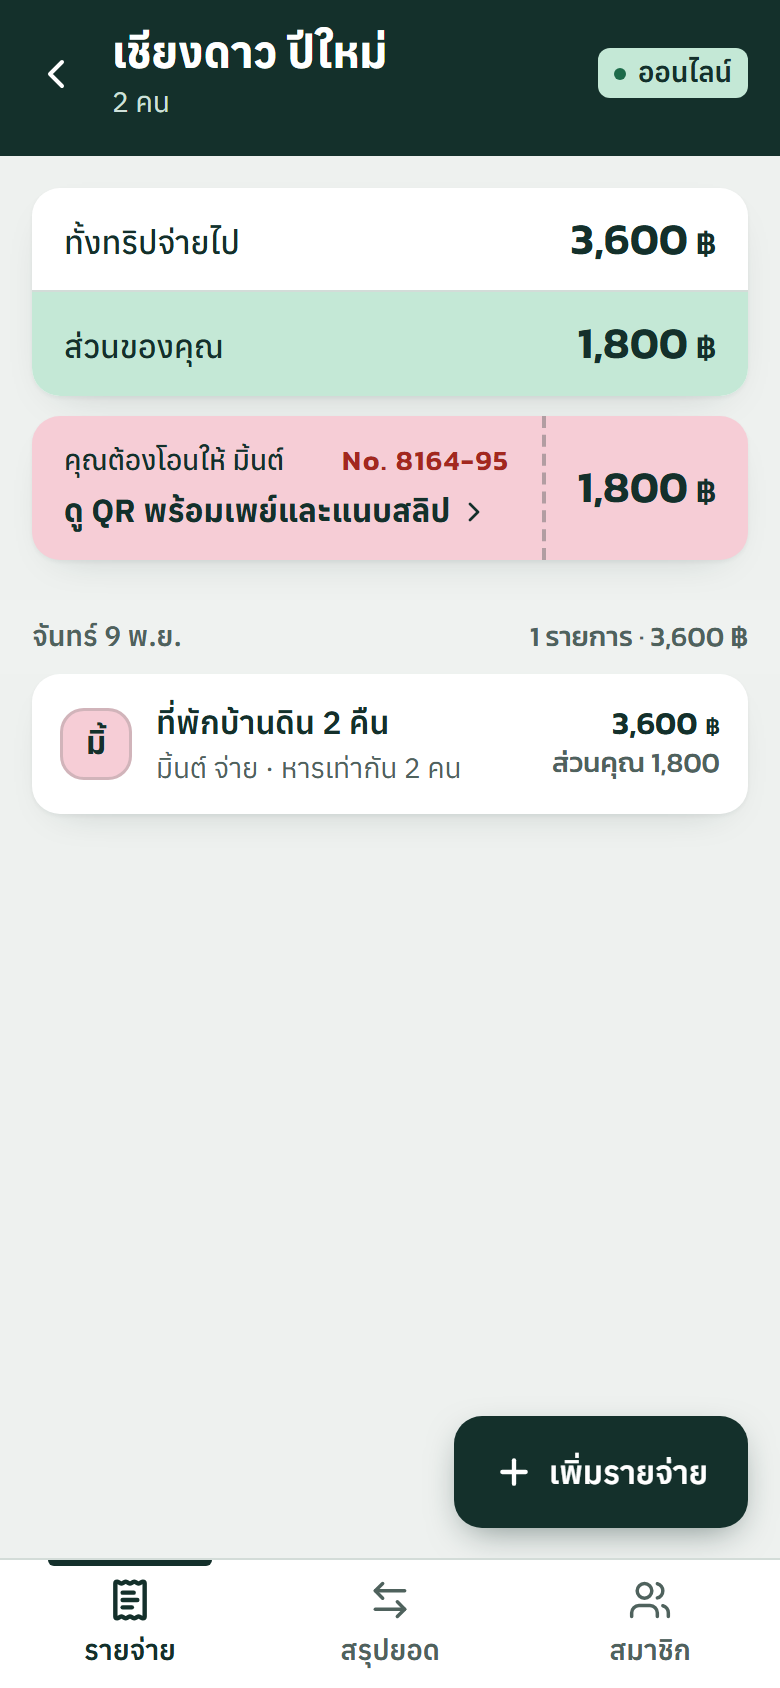 เชียงดาว ปีใหม่
2 คน
ออนไลน์
ทั้งทริปจ่ายไป 3,600 ฿
ส่วนของคุณ 1,800 ฿
คุณต้องโอนให้ มิ้นต์ No. 8164-95
ดู QR พร้อมเพย์และแนบสลิป
1,800 ฿
จันทร์ 9 พ.ย. 1 รายการ · 3,600 ฿
มิ้
ที่พักบ้านดิน 2 คืน 3,600 ฿
มิ้นต์ จ่าย · หารเท่ากัน 2 คน ส่วนคุณ 1,800
เพิ่มรายจ่าย
รายจ่าย สรุปยอด สมาชิก